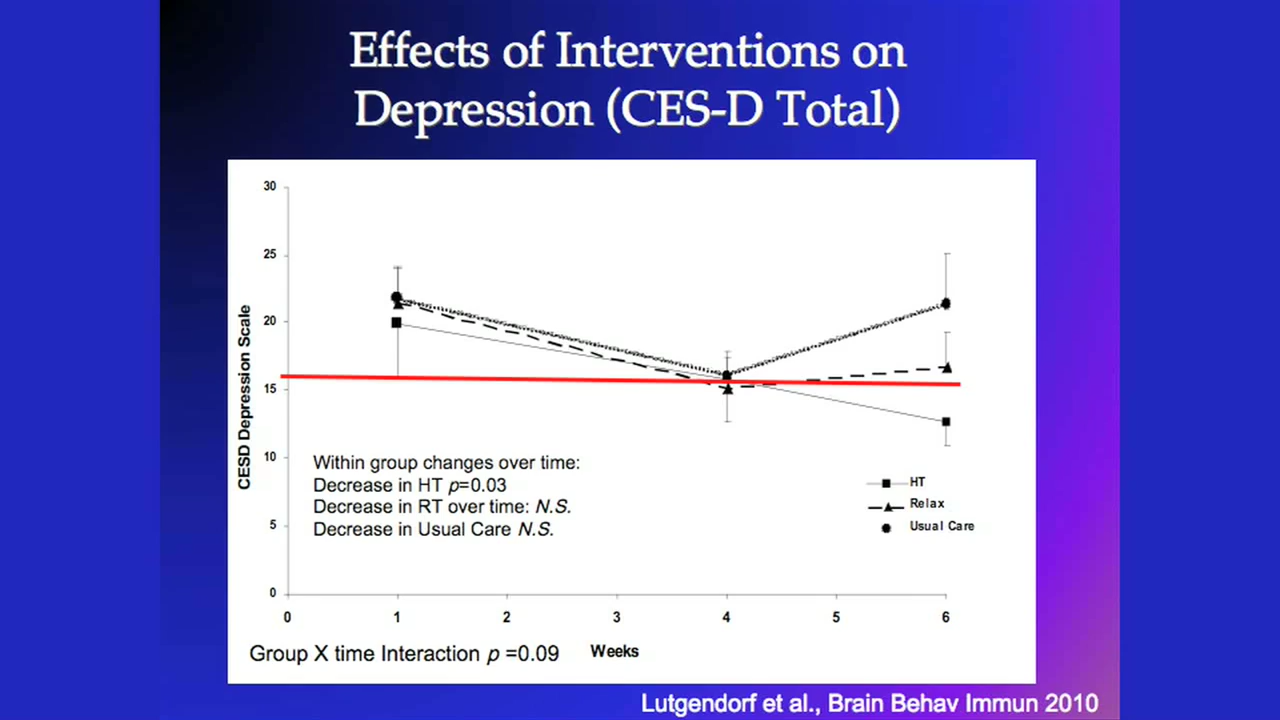 Effects of Interventions on
Depression (CES-D Total)
30
25
20
15
10
5
0
CESD Depression Scale
Within group changes over time:
Decrease in HT p=0.03
Decrease in RT over time: N.S.
Decrease in Usual Care N.S.
HT
Relax
Usual Care
0 1 2 3 4 5 6
Group X time Interaction p =0.09
Weeks
Lutgendorf et al., Brain Behav Immun 2010